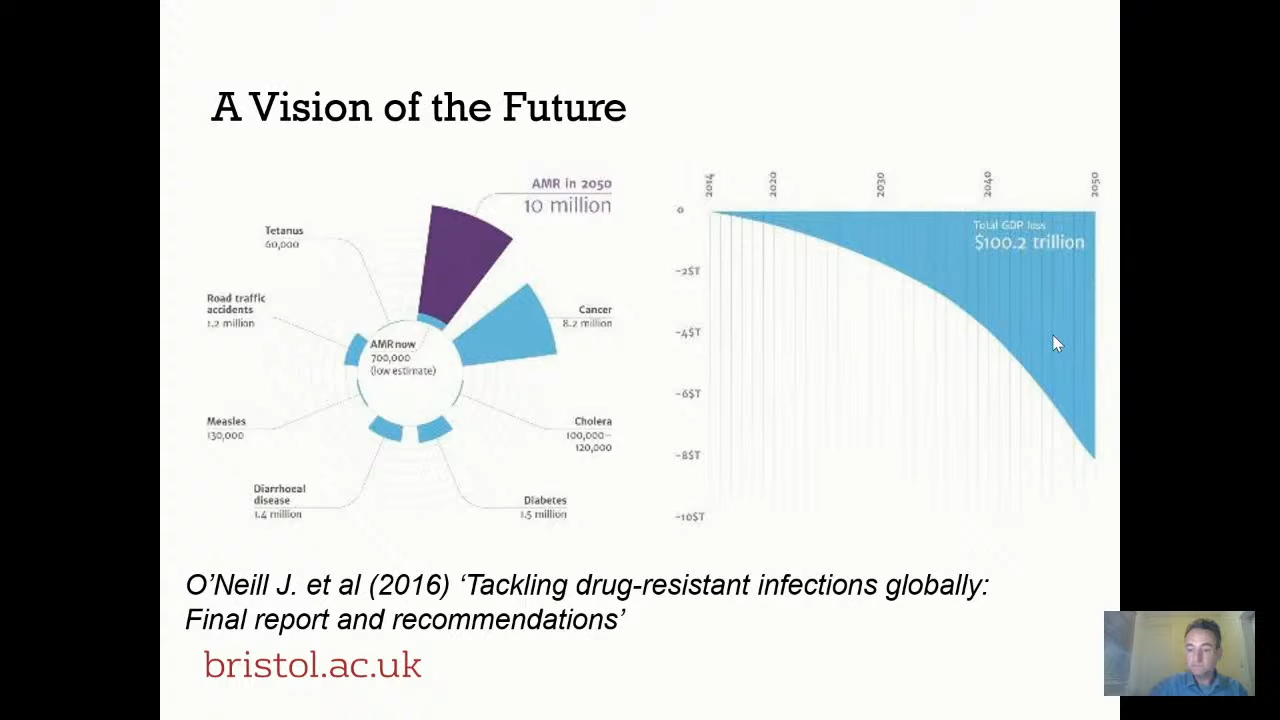 A Vision of the Future
AMR in 2050
10 million
Tetanus
60,000
Road traffic
accidents
1.2 million
Cancer
8.2 million
AMR now
700,000
(low estimate)
Measles
130,000
Cholera
100,000–
120,000
Diarrhoeal
disease
1.4 million
Diabetes
1.5 million
2014
2020
2030
2040
2050
0
-2$T
-4$T
-6$T
-8$T
-10$T
Total GDP loss
$100.2 trillion
O’Neill J. et al (2016) ‘Tackling drug-resistant infections globally:
Final report and recommendations’
bristol.ac.uk